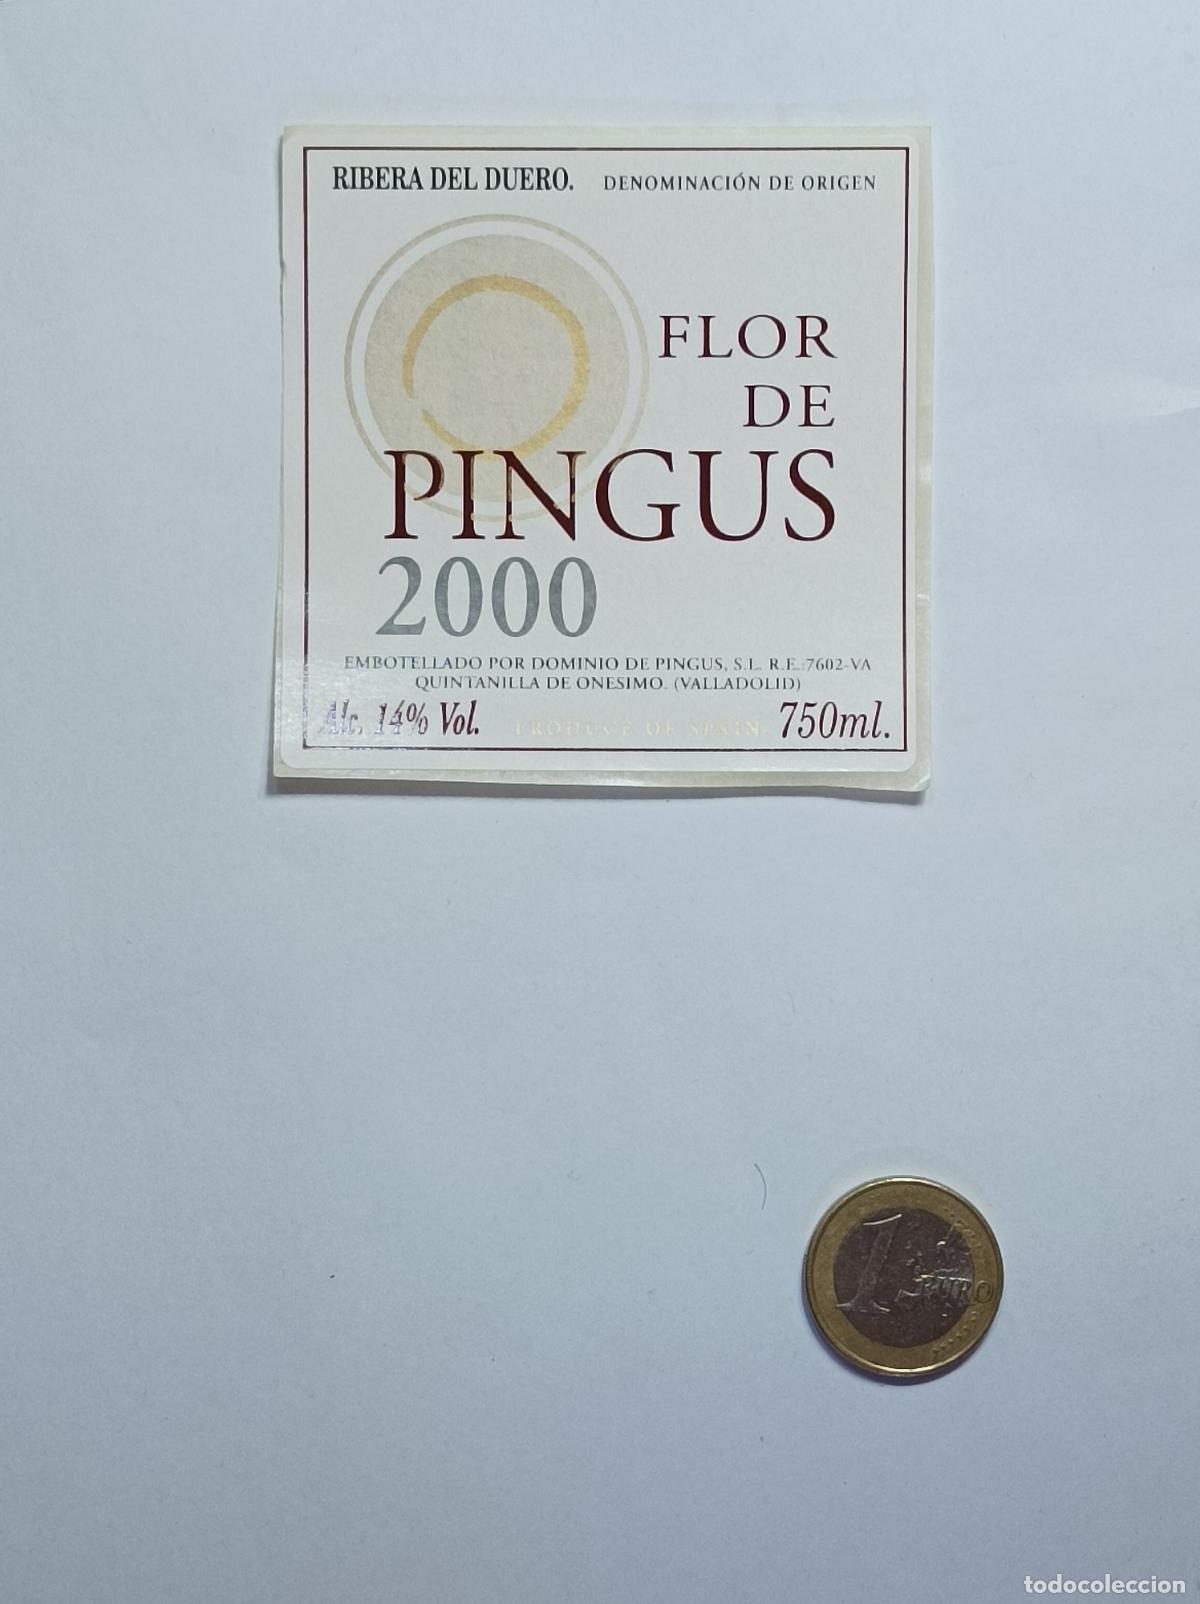 RIBERA DEL DUERO. DENOMINACIÓN DE ORIGEN
FLOR
DE
PINGUS
2000
EMBOTELLADO POR DOMINIO DE PINGUS, S.L. R.E.:7602-VA
QUINTANILLA DE ONESIMO. (VALLADOLID)
Alc. 14% Vol. PRODUCE OF SPAIN 750ml.
1 EURO
todocoleccion